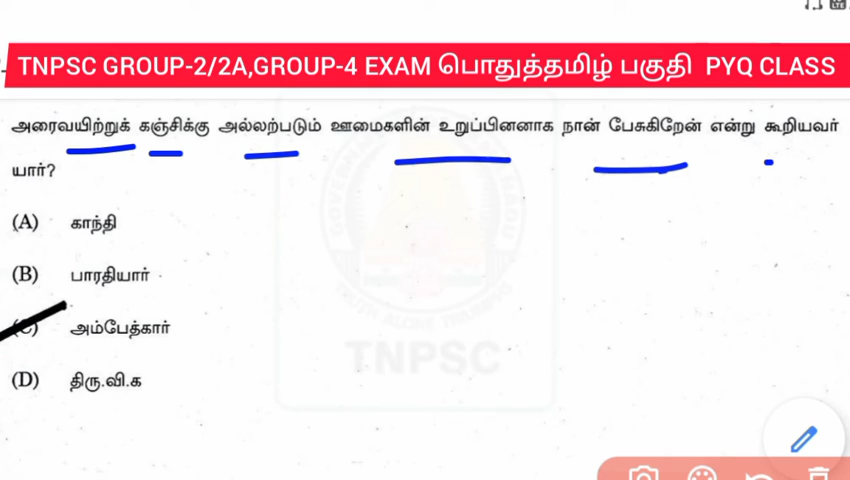 TNPSC GROUP-2/2A,GROUP-4 EXAM பொதுத்தமிழ் பகுதி PYQ CLASS
அரைவயிற்றுக் கஞ்சிக்கு அல்லற்படும் ஊமைகளின் உறுப்பினனாக நான் பேசுகிறேன் என்று கூறியவர்
யார்?
(A) காந்தி
(B) பாரதியார்
(C) அம்பேத்கார்
(D) திரு.வி.க
TNPSC